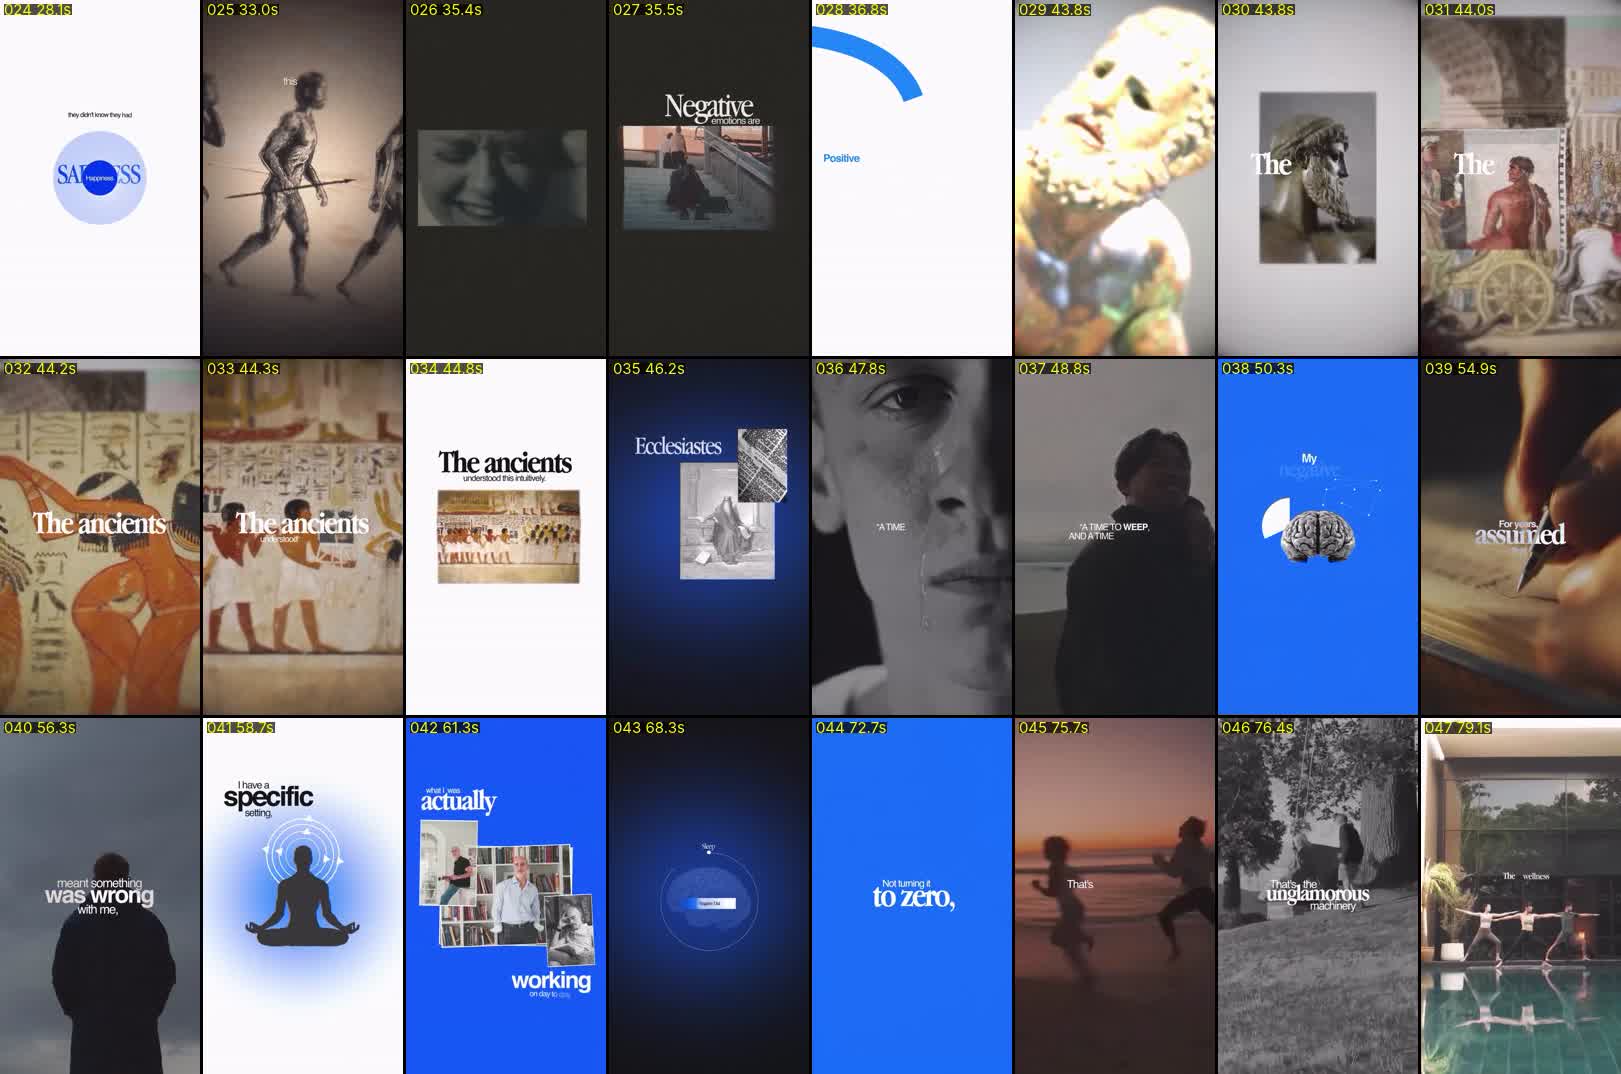 024 28.1s
they didn't know they had
SADNESS
Happiness.
025 33.0s
this
026 35.4s
027 35.5s
Negative
emotions are
028 36.8s
Positive
029 43.8s
030 43.8s
The
031 44.0s
The
032 44.2s
The ancients
033 44.3s
The ancients
understood
034 44.8s
The ancients
understood this intuitively.
035 46.2s
Ecclesiastes
036 47.8s
"A TIME
037 48.8s
"A TIME TO WEEP,
AND A TIME
038 50.3s
My
negative
039 54.9s
For years,
assumed
040 56.3s
meant something
was wrong
with me,
041 58.7s
I have a
specific
setting,
042 61.3s
what I was
actually
working
on day to day
043 68.3s
Sleep
044 72.7s
Not turning it
to zero,
045 75.7s
That's
046 76.4s
That's the
unglamorous
machinery
047 79.1s
The wellness